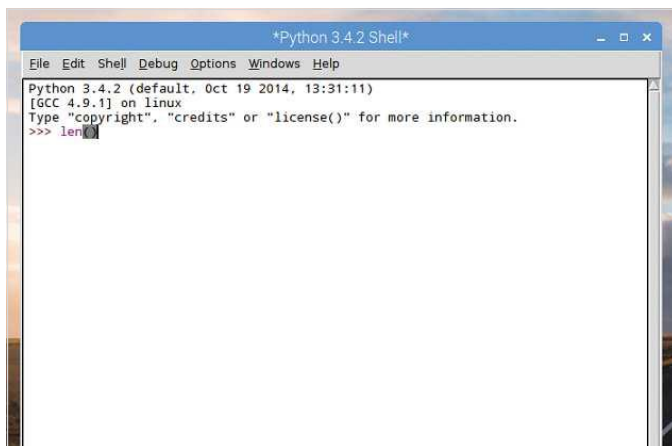 *Python 3.4.2 Shell*
File Edit Shell Debug Options Windows Help
Python 3.4.2 (default, Oct 19 2014, 13:31:11)
[GCC 4.9.1] on linux
Type "copyright", "credits" or "license()" for more information.
>>> len()